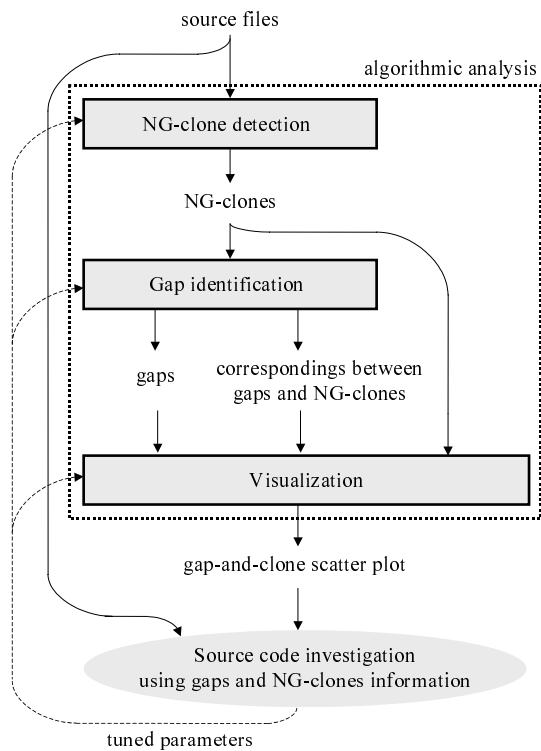 source files
algorithmic analysis
NG-clone detection
NG-clones
Gap identification
gaps
correspondings between
gaps and NG-clones
Visualization
gap-and-clone scatter plot
Source code investigation
using gaps and NG-clones information
tuned parameters